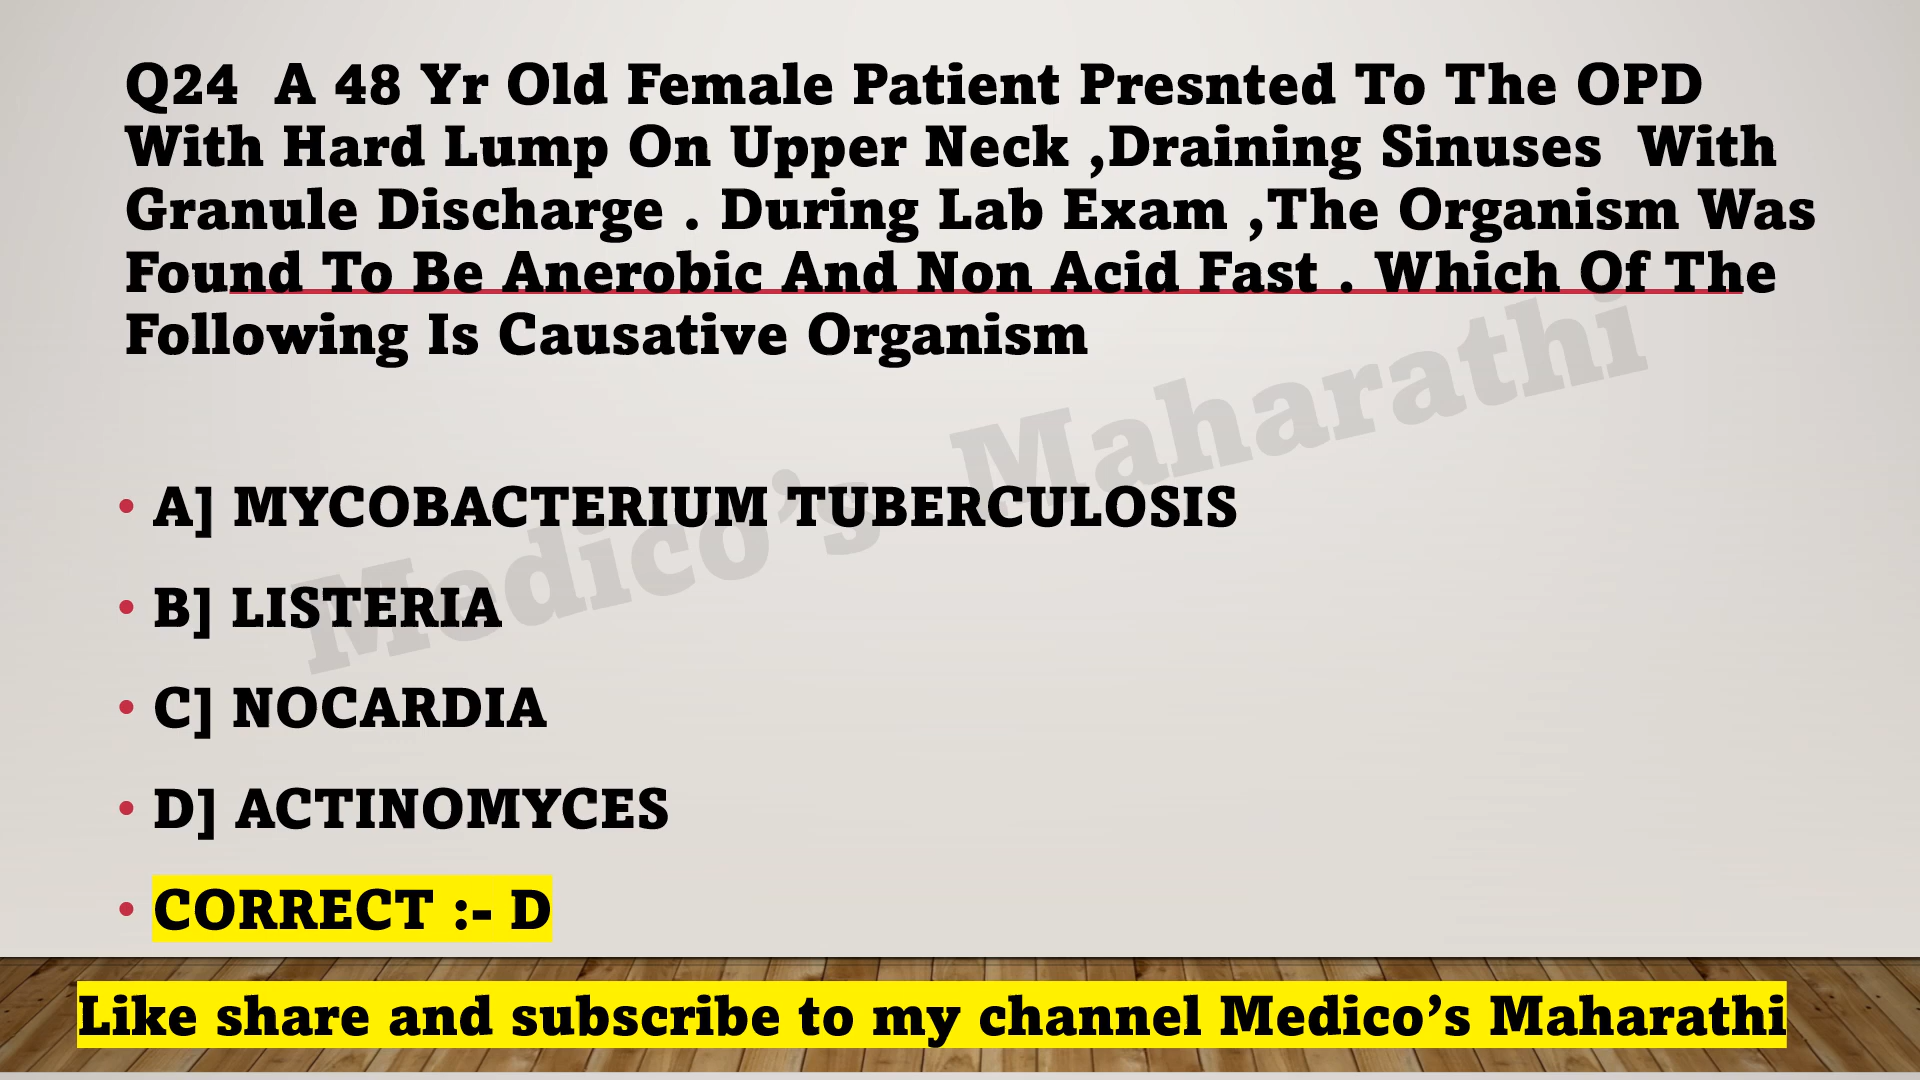 Q24  A 48 Yr Old Female Patient Presnted To The OPD
With Hard Lump On Upper Neck ,Draining Sinuses  With
Granule Discharge . During Lab Exam ,The Organism Was
Found To Be Anerobic And Non Acid Fast . Which Of The
Following Is Causative Organism
Medico’s Maharathi
• A] MYCOBACTERIUM TUBERCULOSIS
• B] LISTERIA
• C] NOCARDIA
• D] ACTINOMYCES
• CORRECT :- D
Like share and subscribe to my channel Medico’s Maharathi